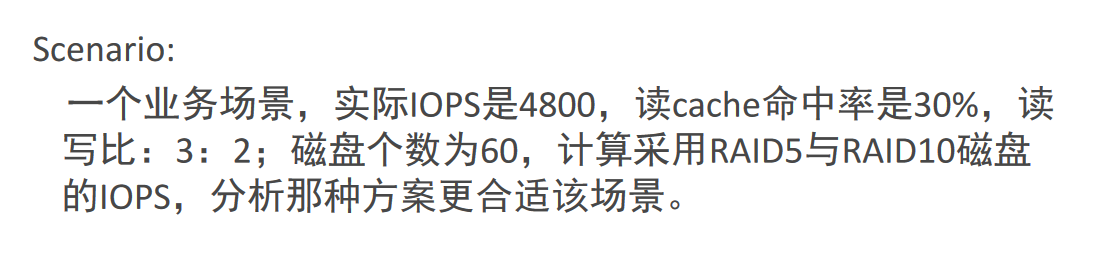 Scenario:
一个业务场景，实际IOPS是4800，读cache命中率是30%，读
写比：3：2；磁盘个数为60，计算采用RAID5与RAID10磁盘
的IOPS，分析那种方案更合适该场景。